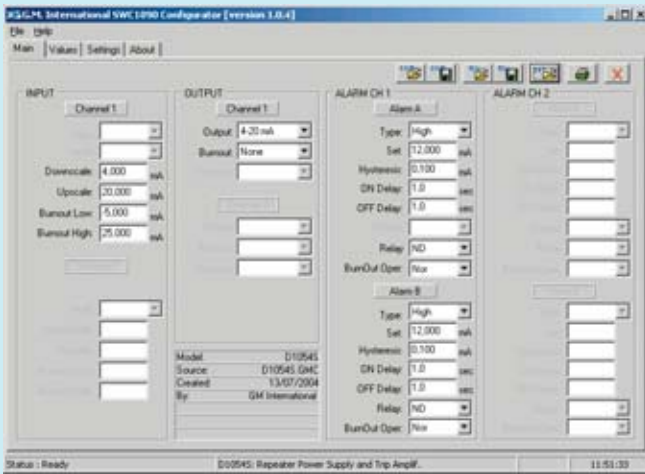 G.M. International SWC1090 Configurator [version 1.0.4]
File Help
Main Values Settings About
INPUT
Channel 1
Downscale: 4,000 mA
Upscale: 20,000 mA
Burnout Low: -5,000 mA
Burnout High: 25,000 mA
OUTPUT
Channel 1
Output: 4-20 mA
Burnout: None
Model: D1054S
Source: D1054S.GMC
Created: 13/07/2004
By: GM International
ALARM CH 1
Alarm A
Type: High
Set: 12,000 mA
Hysteresis: 0,100 mA
ON Delay: 1,0 sec
OFF Delay: 1,0 sec
Relay: ND
BurnOut Oper: Nor
Alarm B
Type: High
Set: 12,000 mA
Hysteresis: 0,100 mA
ON Delay: 1,0 sec
OFF Delay: 1,0 sec
Relay: ND
BurnOut Oper: Nor
ALARM CH 2
Status : Ready
D1054S: Repeater Power Supply and Trip Amplif..
11:51:33